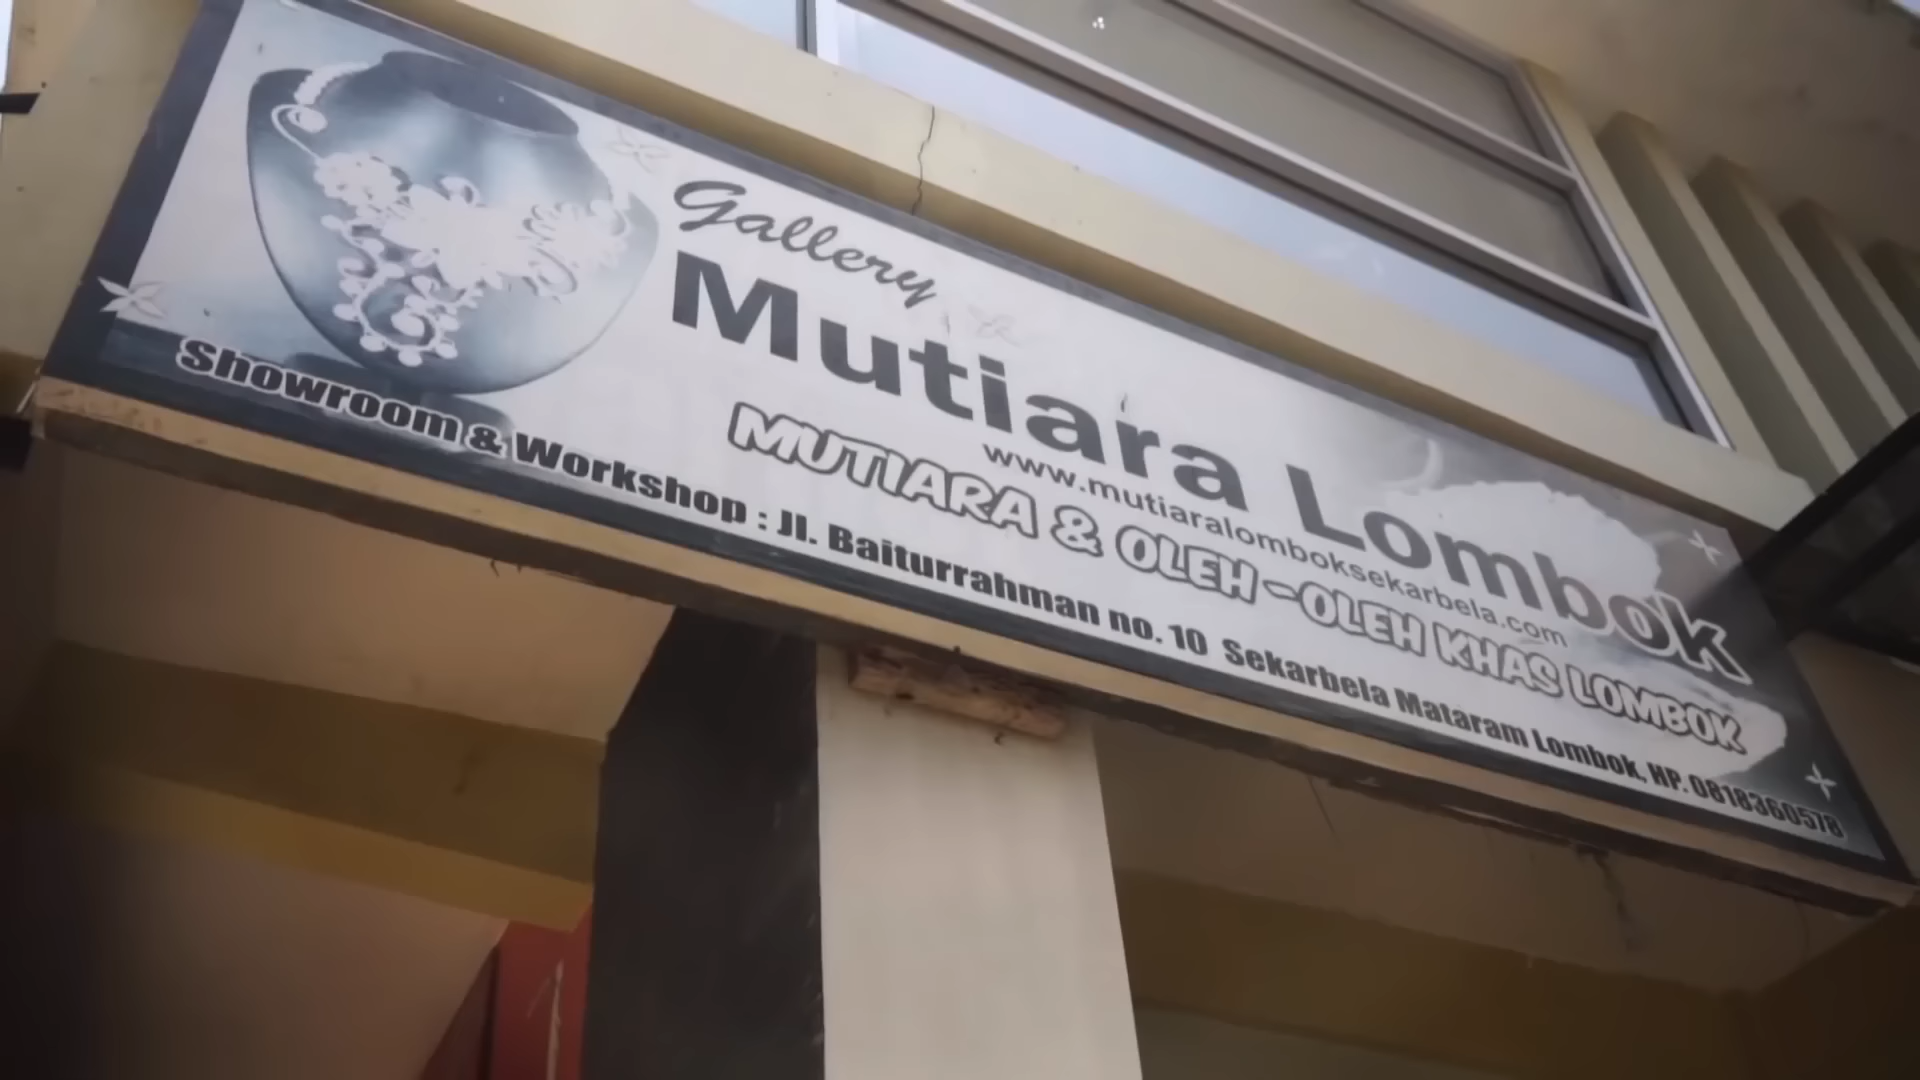 Gallery
Mutiara Lombok
www.mutiaralomboksekarbela.com
MUTIARA & OLEH-OLEH KHAS LOMBOK
Showroom & Workshop : Jl. Baiturrahman no. 10 Sekarbela Mataram Lombok, HP. 0818360578